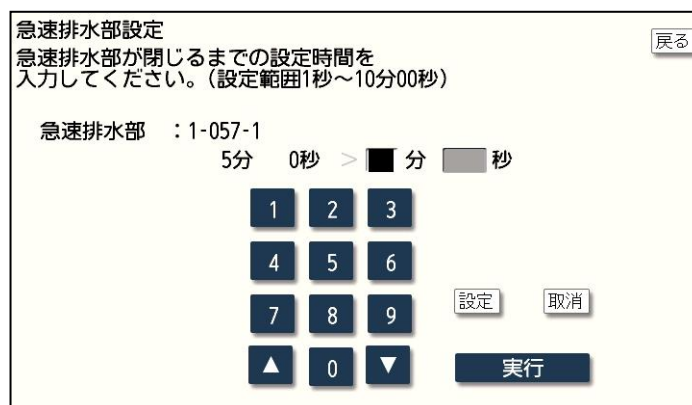 急速排水部設定
戻る
急速排水部が閉じるまでの設定時間を
入力してください。(設定範囲1秒～10分00秒)
急速排水部 :1-057-1
5分 0秒 > 分 秒
1 2 3
4 5 6
設定 取消
7 8 9
▲ 0 ▼ 実行